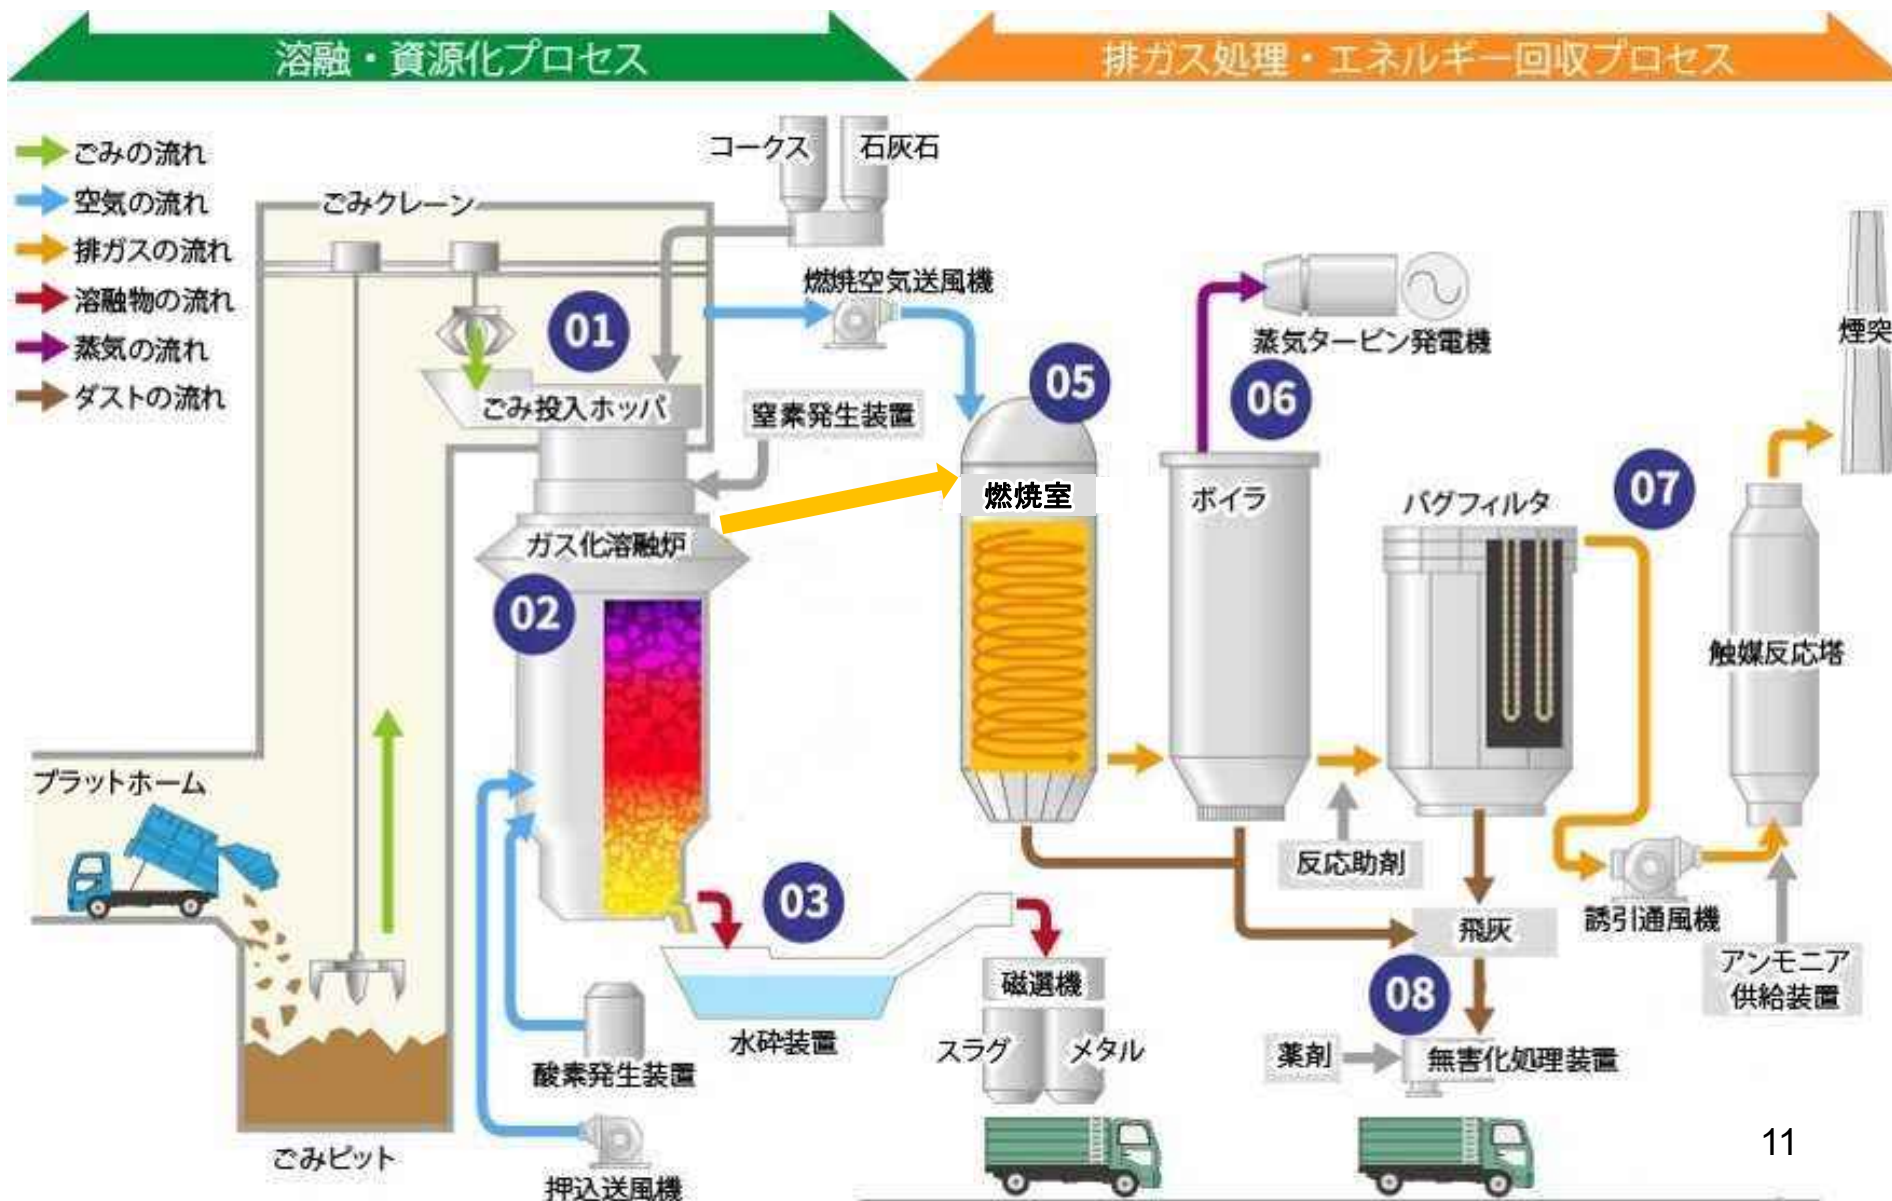 溶融・資源化プロセス
排ガス処理・エネルギー回収プロセス
ごみの流れ
空気の流れ
排ガスの流れ
溶融物の流れ
蒸気の流れ
ダストの流れ
ごみクレーン
コークス
石灰石
01
ごみ投入ホッパ
燃焼空気送風機
窒素発生装置
ガス化溶融炉
02
05
燃焼室
蒸気タービン発電機
06
ボイラ
バグフィルタ
07
煙突
触媒反応塔
プラットホーム
ごみピット
03
水砕装置
酸素発生装置
押込送風機
磁選機
スラグ
メタル
反応助剤
飛灰
08
薬剤
無害化処理装置
誘引通風機
アンモニア
供給装置
11